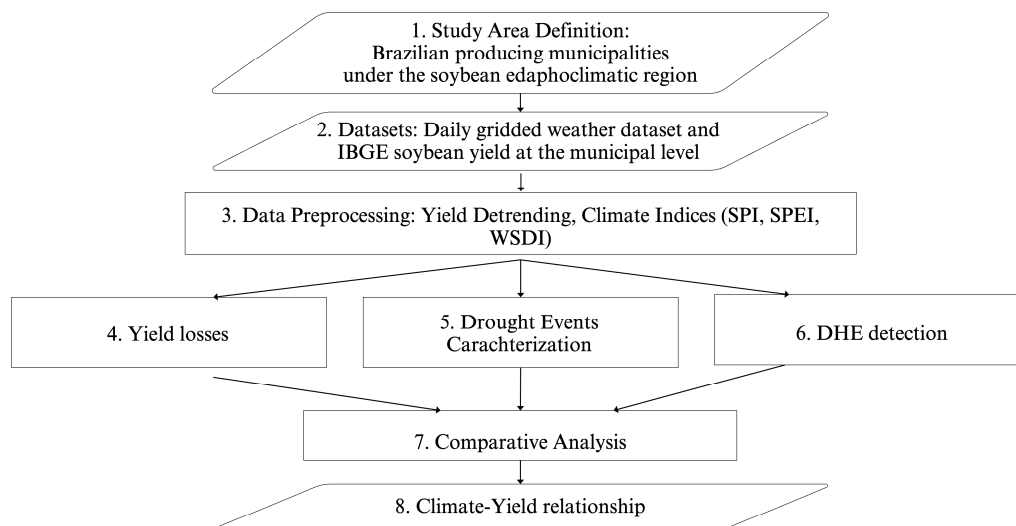 1. Study Area Definition:
Brazilian producing municipalities
under the soybean edaphoclimatic region
2. Datasets: Daily gridded weather dataset and
IBGE soybean yield at the municipal level
3. Data Preprocessing: Yield Detrending, Climate Indices (SPI, SPEI,
WSDI)
4. Yield losses
5. Drought Events
Carachterization
6. DHE detection
7. Comparative Analysis
8. Climate-Yield relationship